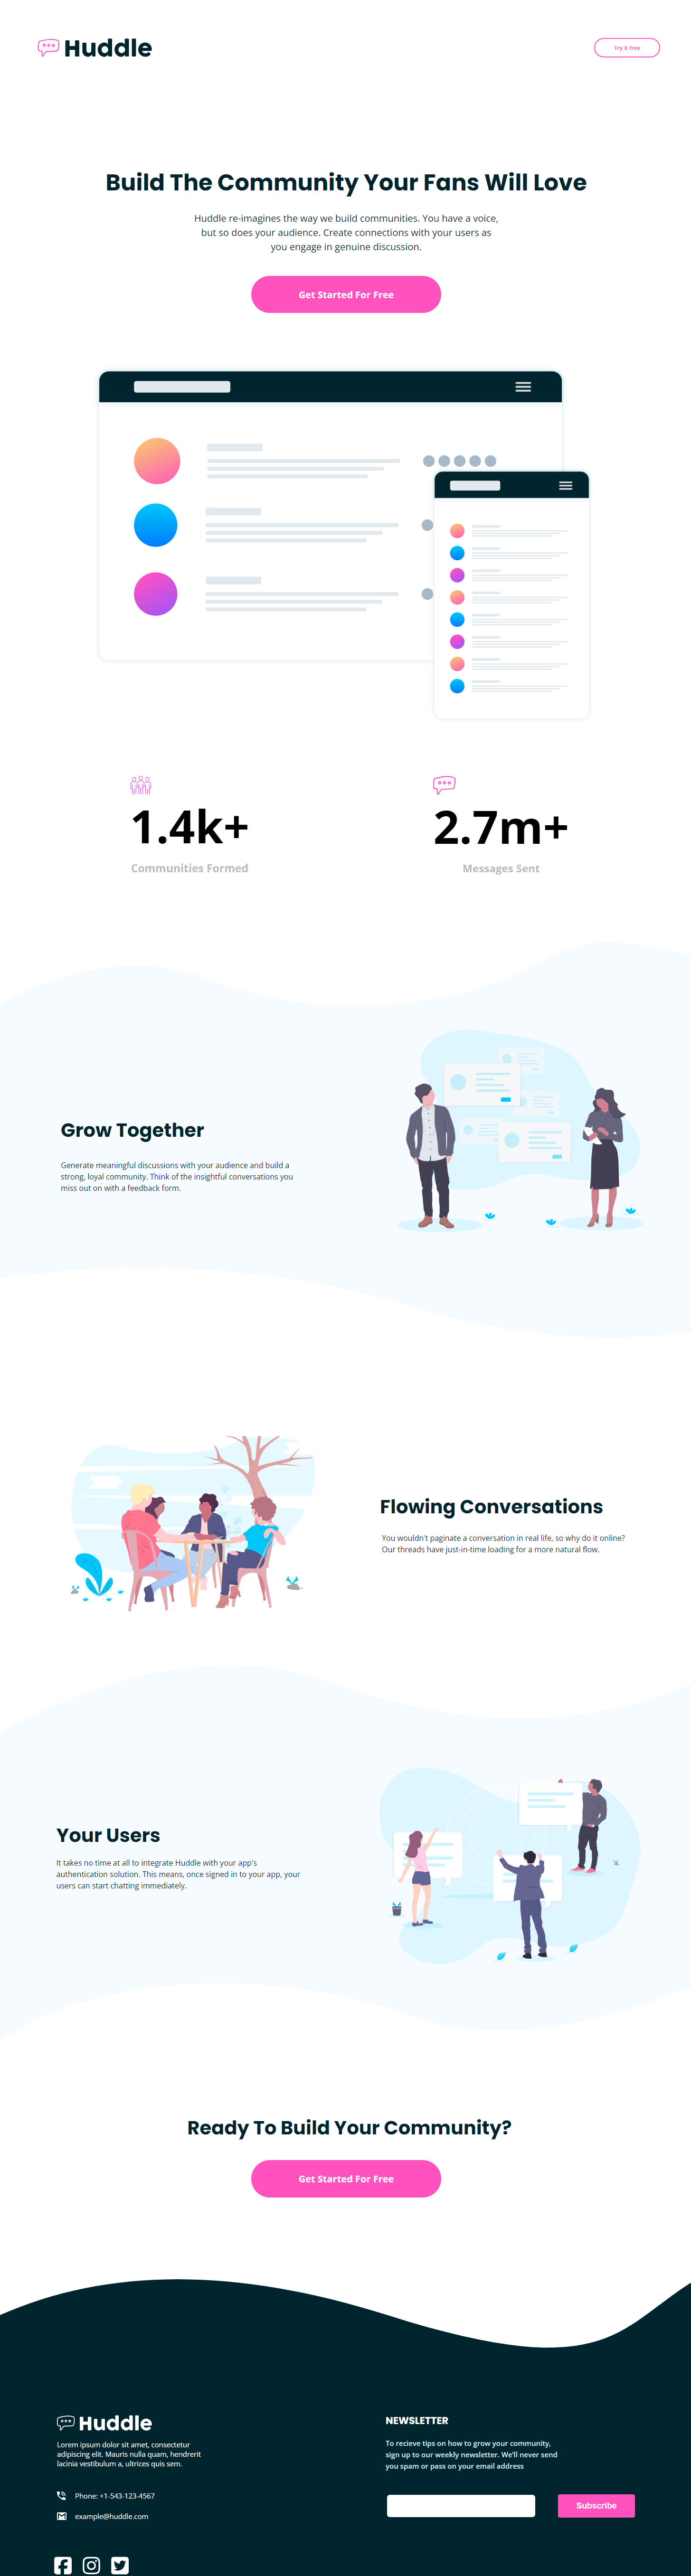 Huddle
Try it free
Build The Community Your Fans Will Love
Huddle re-imagines the way we build communities. You have a voice,
but so does your audience. Create connections with your users as
you engage in genuine discussion.
Get Started For Free
1.4k+
Communities Formed
2.7m+
Messages Sent
Grow Together
Generate meaningful discussions with your audience and build a
strong, loyal community. Think of the insightful conversations you
miss out on with a feedback form.
Flowing Conversations
You wouldn't paginate a conversation in real life, so why do it online?
Our threads have just-in-time loading for a more natural flow.
Your Users
It takes no time at all to integrate Huddle with your app's
authentication solution. This means, once signed in to your app, your
users can start chatting immediately.
Ready To Build Your Community?
Get Started For Free
Huddle
Lorem ipsum dolor sit amet, consectetur
adipiscing elit. Mauris nulla quam, hendrerit
lacinia vestibulum a, ultrices quis sem.
Phone: +1-543-123-4567
example@huddle.com
NEWSLETTER
To recieve tips on how to grow your community,
sign up to our weekly newsletter. We'll never send
you spam or pass on your email address
Subscribe